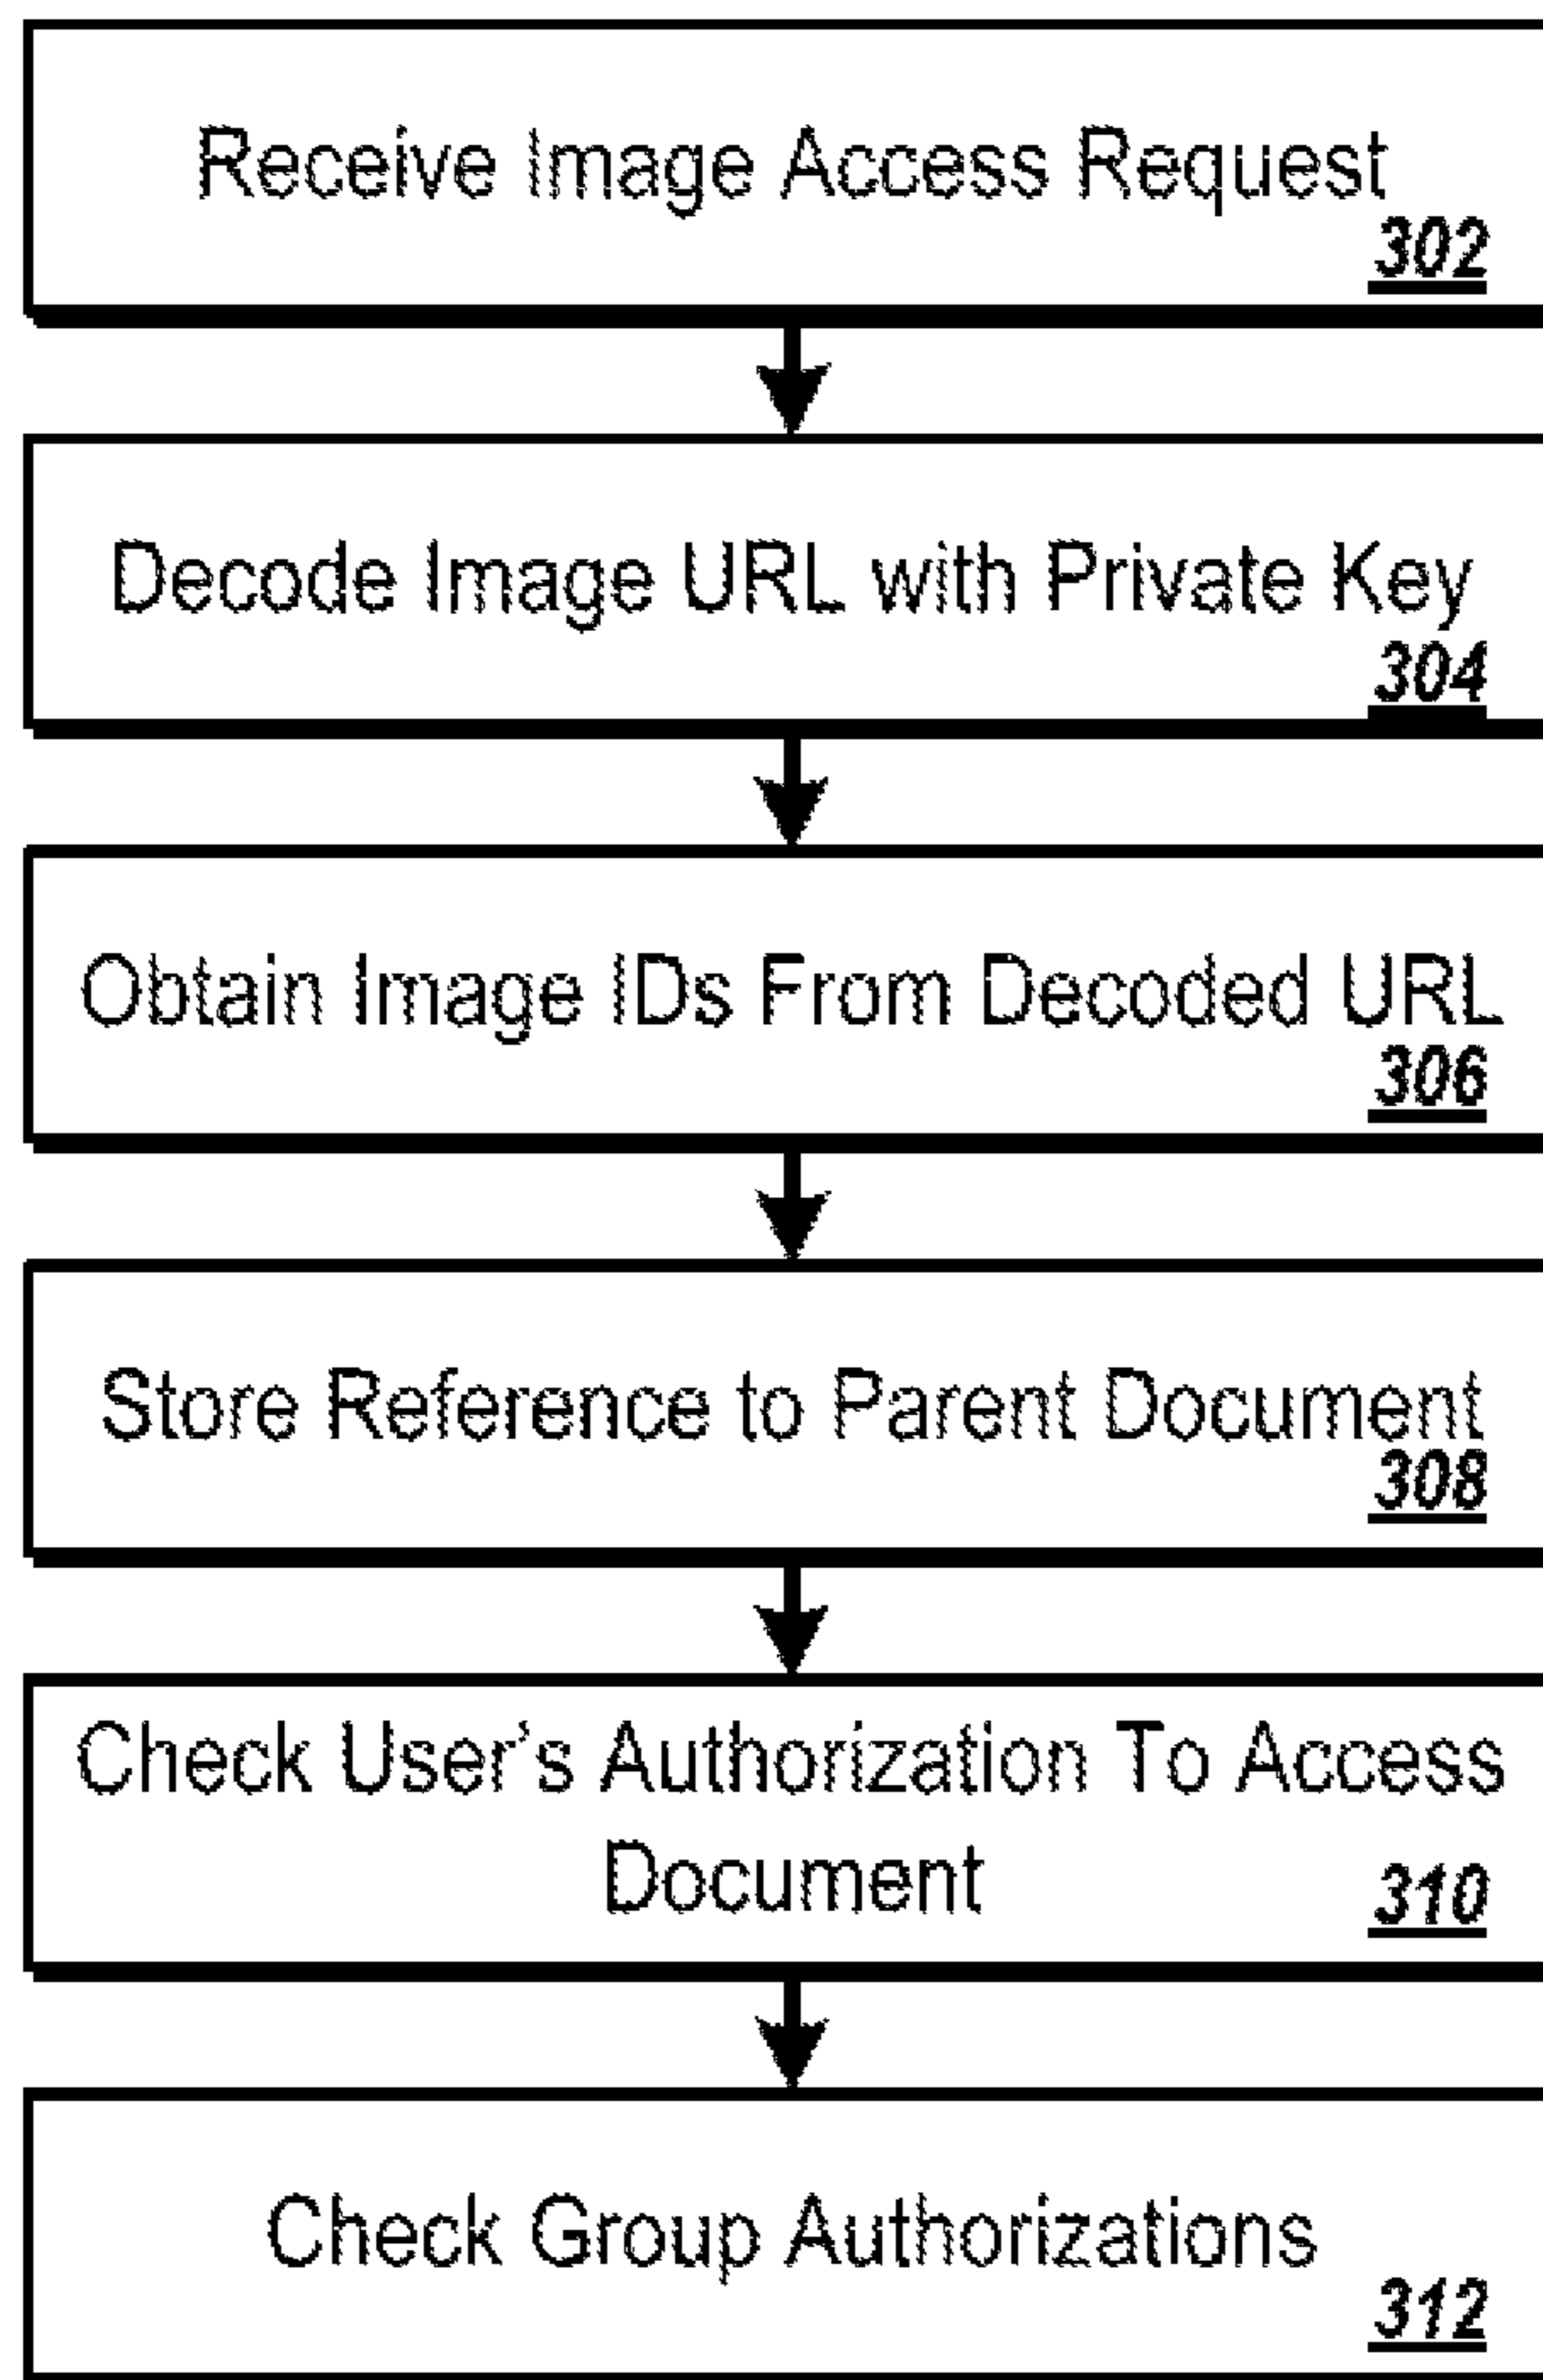 Receive Image Access Request
302
Decode Image URL with Private Key
304
Obtain Image IDs From Decoded URL
306
Store Reference to Parent Document
308
Check User's Authorization To Access
Document
310
Check Group Authorizations
312